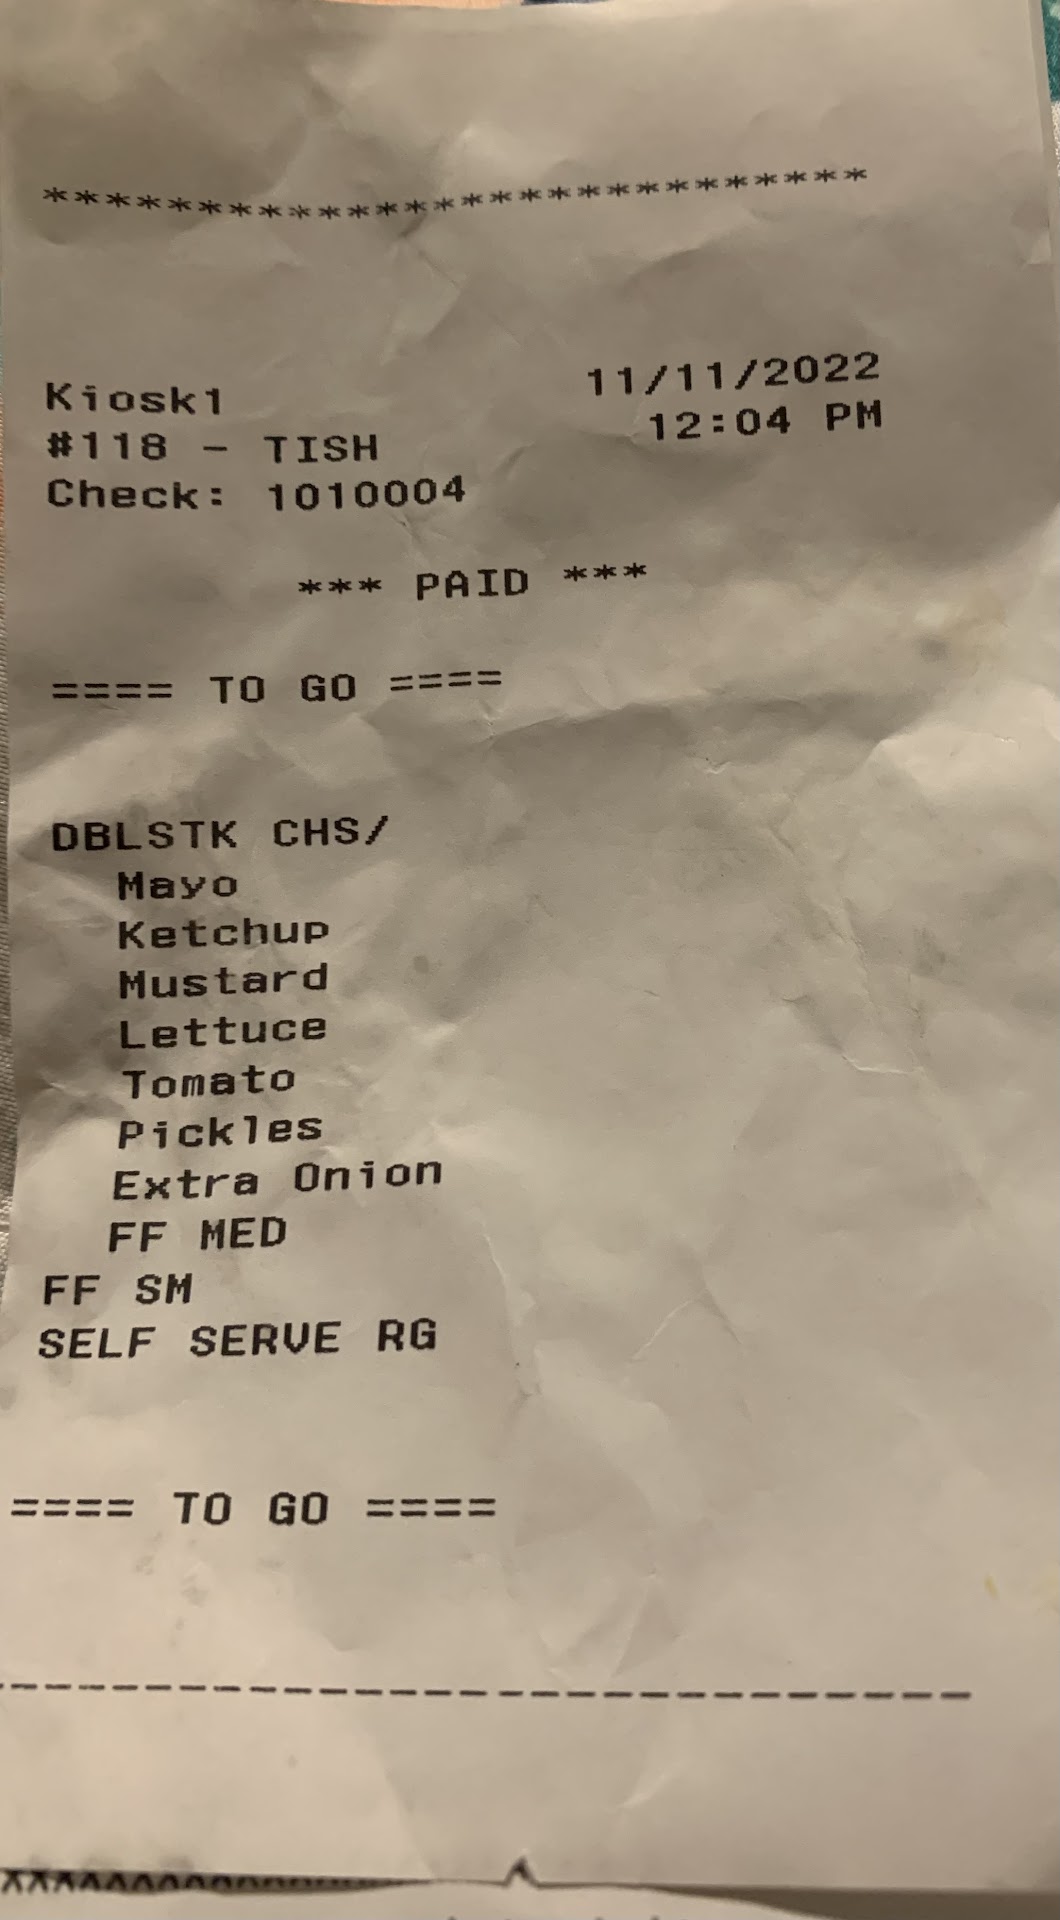 ****************************
Kiosk1 11/11/2022
#118 - TISH 12:04 PM
Check: 1010004
*** PAID ***
==== TO GO ====
DBLSTK CHS/
Mayo
Ketchup
Mustard
Lettuce
Tomato
Pickles
Extra Onion
FF MED
FF SM
SELF SERVE RG
==== TO GO ====
----------------------------